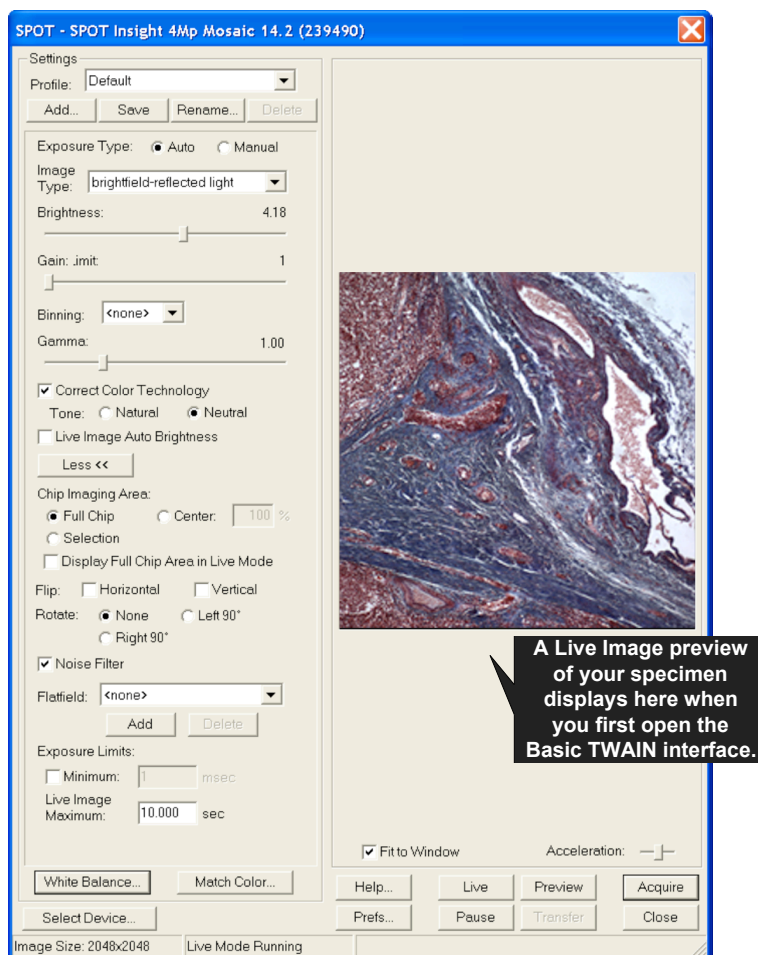 SPOT - SPOT Insight 4Mp Mosaic 14.2 (239490)
Settings
Profile: Default
Add... Save Rename... Delete
Exposure Type: Auto Manual
Image
Type: brightfield-reflected light
Brightness: 4.18
Gain: .imit: 1
Binning: <none>
Gamma: 1.00
Correct Color Technology
Tone: Natural Neutral
Live Image Auto Brightness
Less <<
Chip Imaging Area:
Full Chip Center: 100 %
Selection
Display Full Chip Area in Live Mode
Flip: Horizontal Vertical
Rotate: None Left 90°
Right 90°
Noise Filter
Flatfield: <none>
Add Delete
Exposure Limits:
Minimum: 1 msec
Live Image
Maximum: 10.000 sec
White Balance... Match Color...
Select Device...
Image Size: 2048x2048 Live Mode Running
A Live Image preview
of your specimen
displays here when
you first open the
Basic TWAIN interface.
Fit to Window Acceleration:
Help... Live Preview Acquire
Prefs... Pause Transfer Close